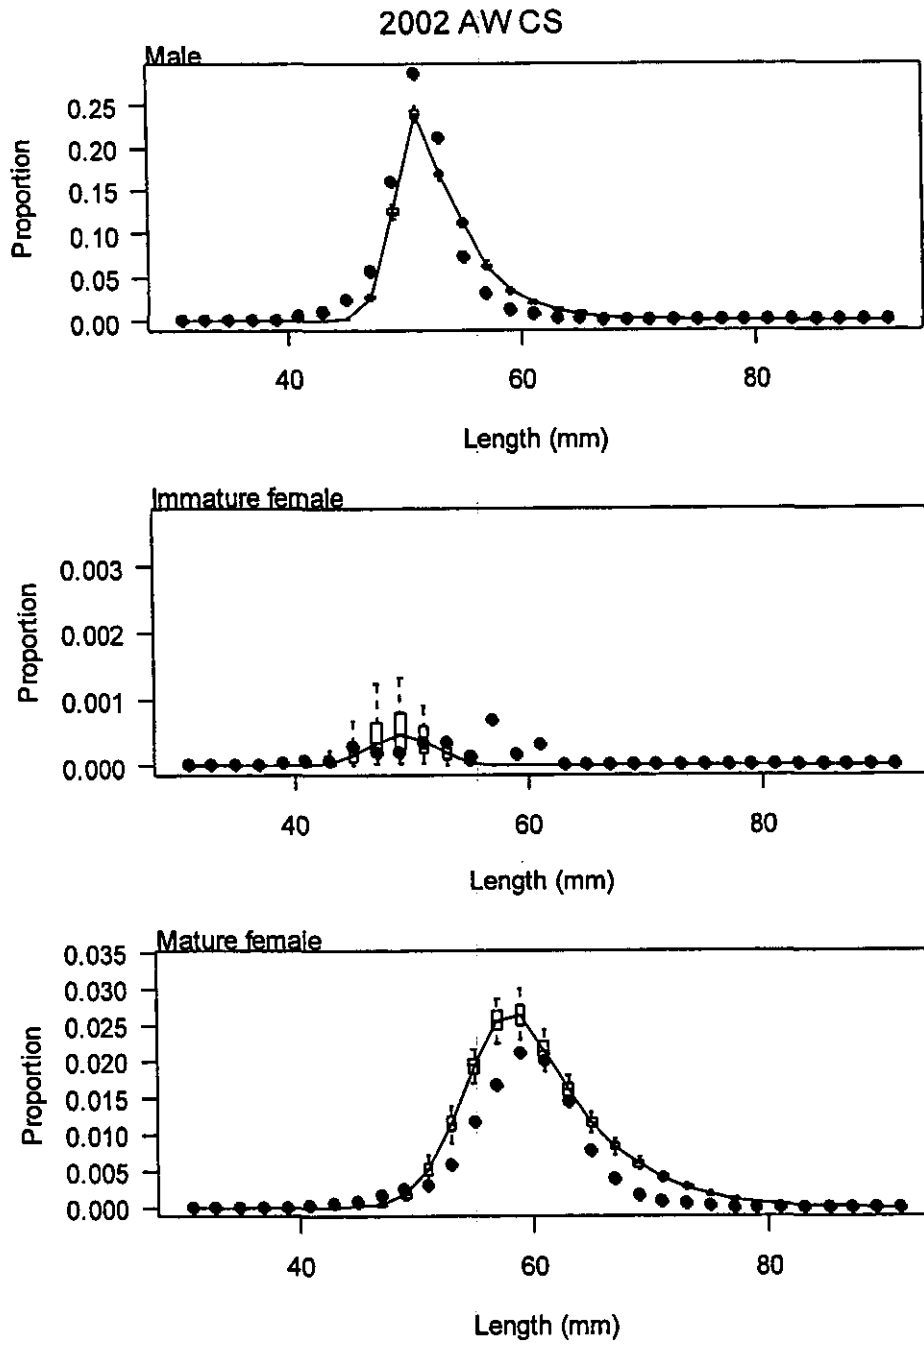 2002 AW CS
Male
Proportion
0.25
0.20
0.15
0.10
0.05
0.00
40 60 80
Length (mm)
Immature female
Proportion
0.003
0.002
0.001
0.000
40 60 80
Length (mm)
Mature female
Proportion
0.035
0.030
0.025
0.020
0.015
0.010
0.005
0.000
40 60 80
Length (mm)